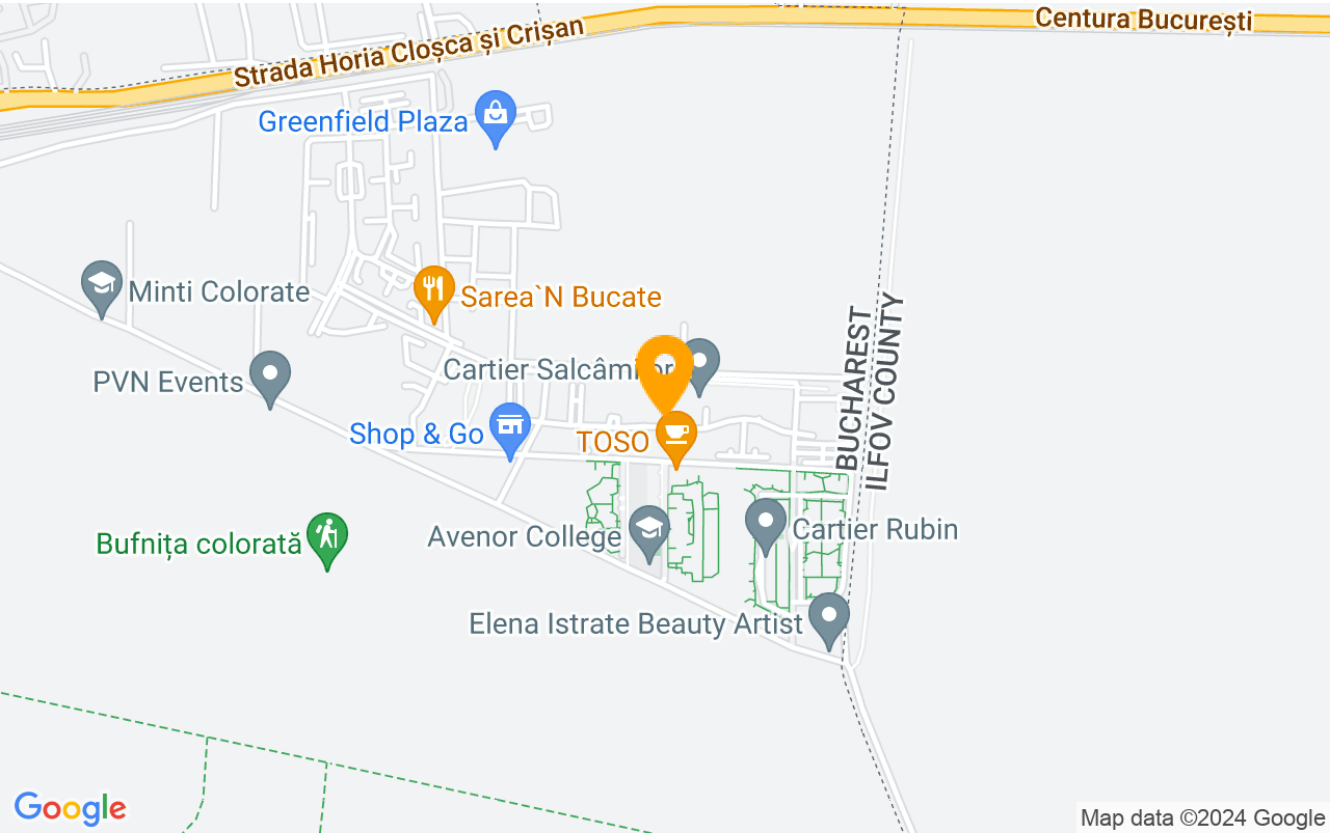 Centura București
Strada Horia Cloșca și Crișan
Greenfield Plaza
Minti Colorate
Sarea`N Bucate
BUCHAREST
ILFOV COUNTY
Cartier Salcâmilor
PVN Events
Shop & Go
TOSO
Cartier Rubin
Avenor College
Bufnița colorată
Elena Istrate Beauty Artist
Google
Map data ©2024 Google